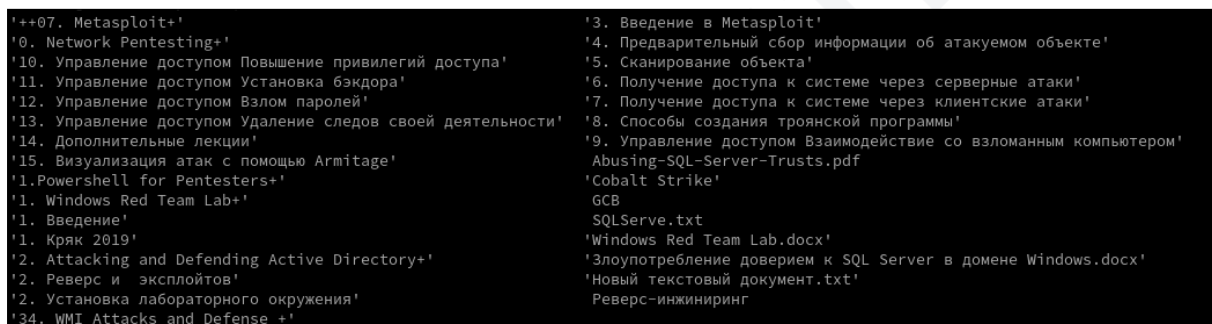 '++07. Metasploit+'
'0. Network Pentesting+'
'10. Управление доступом Повышение привилегий доступа'
'11. Управление доступом Установка бэкдора'
'12. Управление доступом Взлом паролей'
'13. Управление доступом Удаление следов своей деятельности'
'14. Дополнительные лекции'
'15. Визуализация атак с помощью Armitage'
'1.Powershell for Pentesters+'
'1. Windows Red Team Lab+'
'1. Введение'
'1. Кряк 2019'
'2. Attacking and Defending Active Directory+'
'2. Реверс и  эксплойтов'
'2. Установка лабораторного окружения'
'34. WMI Attacks and Defense +'
'3. Введение в Metasploit'
'4. Предварительный сбор информации об атакуемом объекте'
'5. Сканирование объекта'
'6. Получение доступа к системе через серверные атаки'
'7. Получение доступа к системе через клиентские атаки'
'8. Способы создания троянской программы'
'9. Управление доступом Взаимодействие со взломанным компьютером'
Abusing-SQL-Server-Trusts.pdf
'Cobalt Strike'
GCB
SQLServe.txt
'Windows Red Team Lab.docx'
'Злоупотребление доверием к SQL Server в домене Windows.docx'
'Новый текстовый документ.txt'
Реверс-инжиниринг